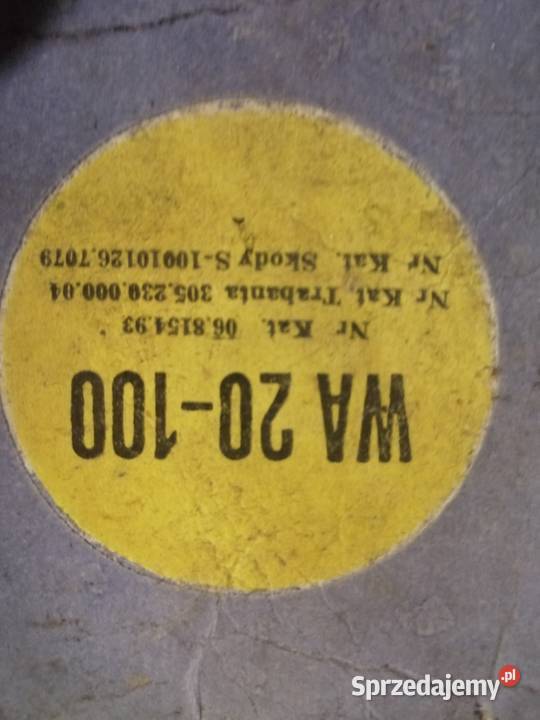 WA 20-100
Nr Kat. 06.8154.93
Nr Kat Trabanta 305.230.000.04
Nr Kat. Skody S-10010126.7079
Sprzedajemy.pl